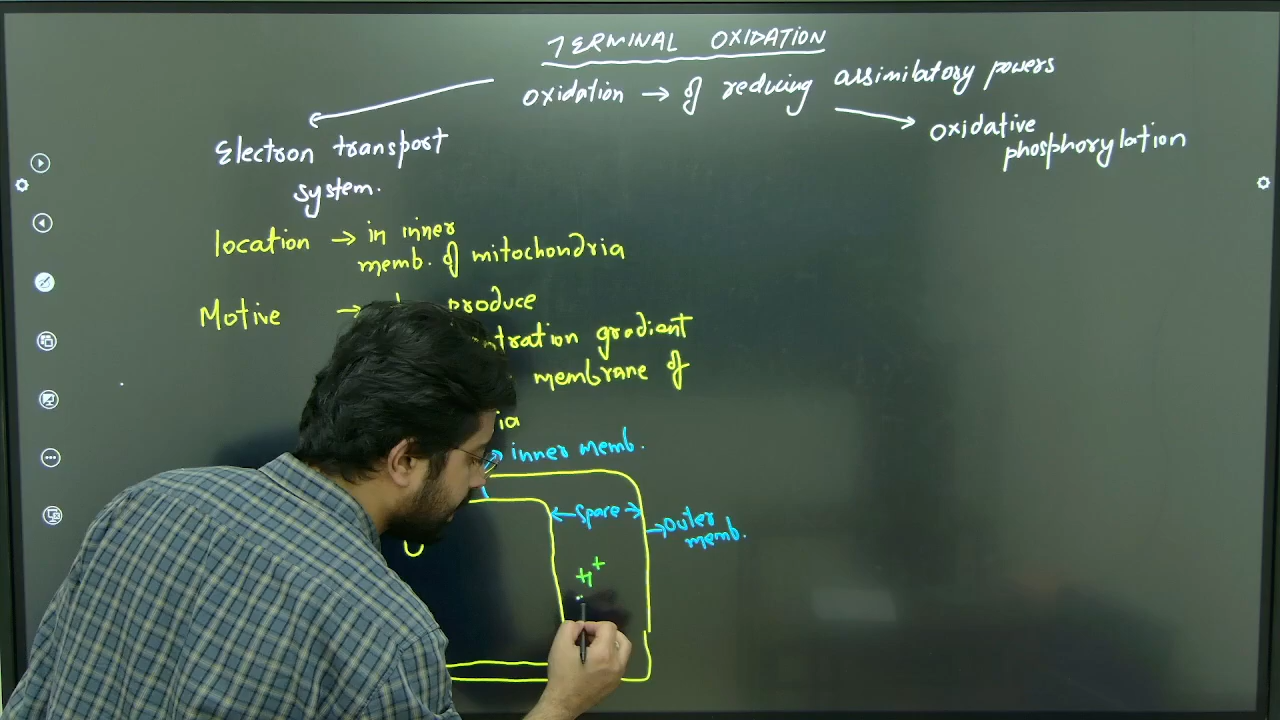 TERMINAL OXIDATION
oxidation → of reducing assimilatory powers
Electron transport
system.
oxidative
phosphorylation
location → in inner
memb. of mitochondria
Motive → produce
gradient
membrane of
inner memb.
← space →
→ outer
memb.
H+